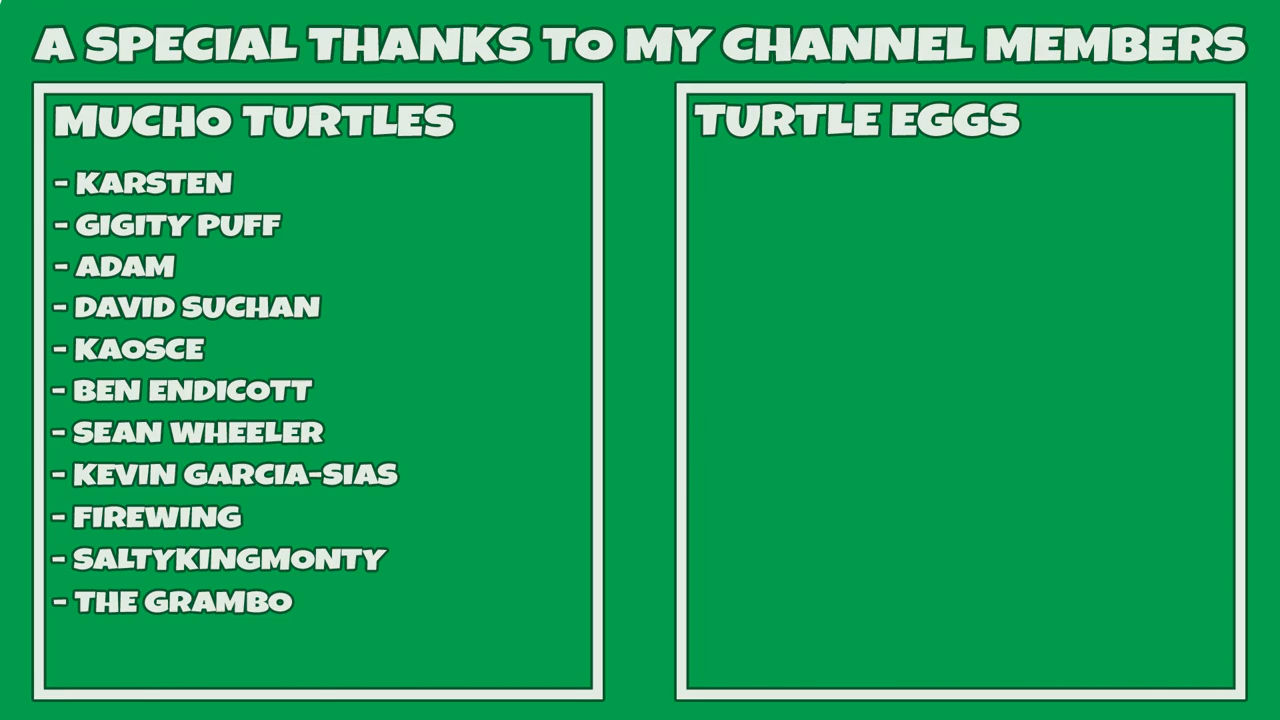 A SPECIAL THANKS TO MY CHANNEL MEMBERS
MUCHO TURTLES
- KARSTEN
- GIGITY PUFF
- ADAM
- DAVID SUCHAN
- KAOSCE
- BEN ENDICOTT
- SEAN WHEELER
- KEVIN GARCIA-SIAS
- FIREWING
- SALTYKINGMONTY
- THE GRAMBO
TURTLE EGGS